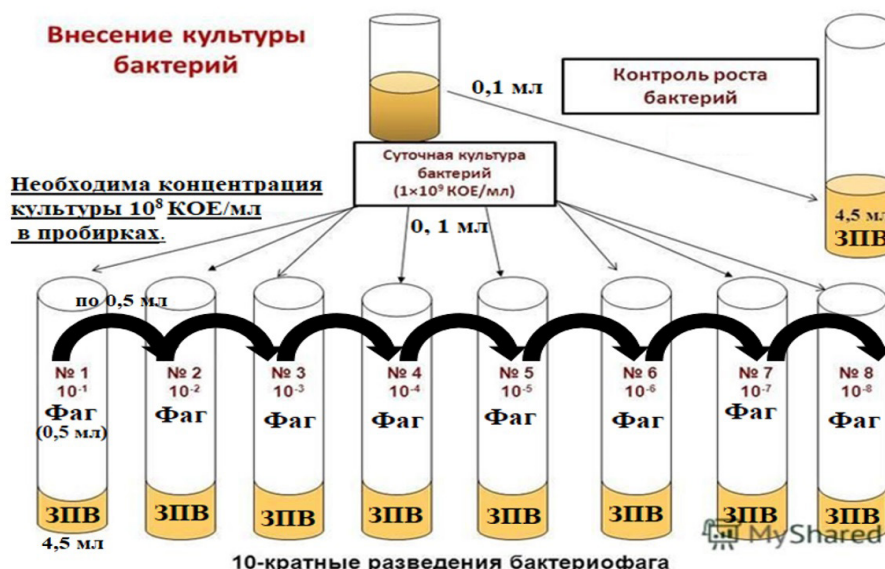 Внесение культуры
бактерий
0,1 мл
Контроль роста
бактерий
Суточная культура
бактерий
(1×10⁹ КОЕ/мл)
Необходима концентрация
культуры 10⁸ КОЕ/мл
в пробирках.
0, 1 мл
4,5 мл
ЗПВ
по 0,5 мл
№ 1
10⁻¹
Фаг
(0,5 мл)
№ 2
10⁻²
Фаг
№ 3
10⁻³
Фаг
№ 4
10⁻⁴
Фаг
№ 5
10⁻⁵
Фаг
№ 6
10⁻⁶
Фаг
№ 7
10⁻⁷
Фаг
№ 8
10⁻⁸
Фаг
ЗПВ
ЗПВ
ЗПВ
ЗПВ
ЗПВ
ЗПВ
ЗПВ
ЗПВ
4,5 мл
MyShared
10-кратные разведения бактериофага